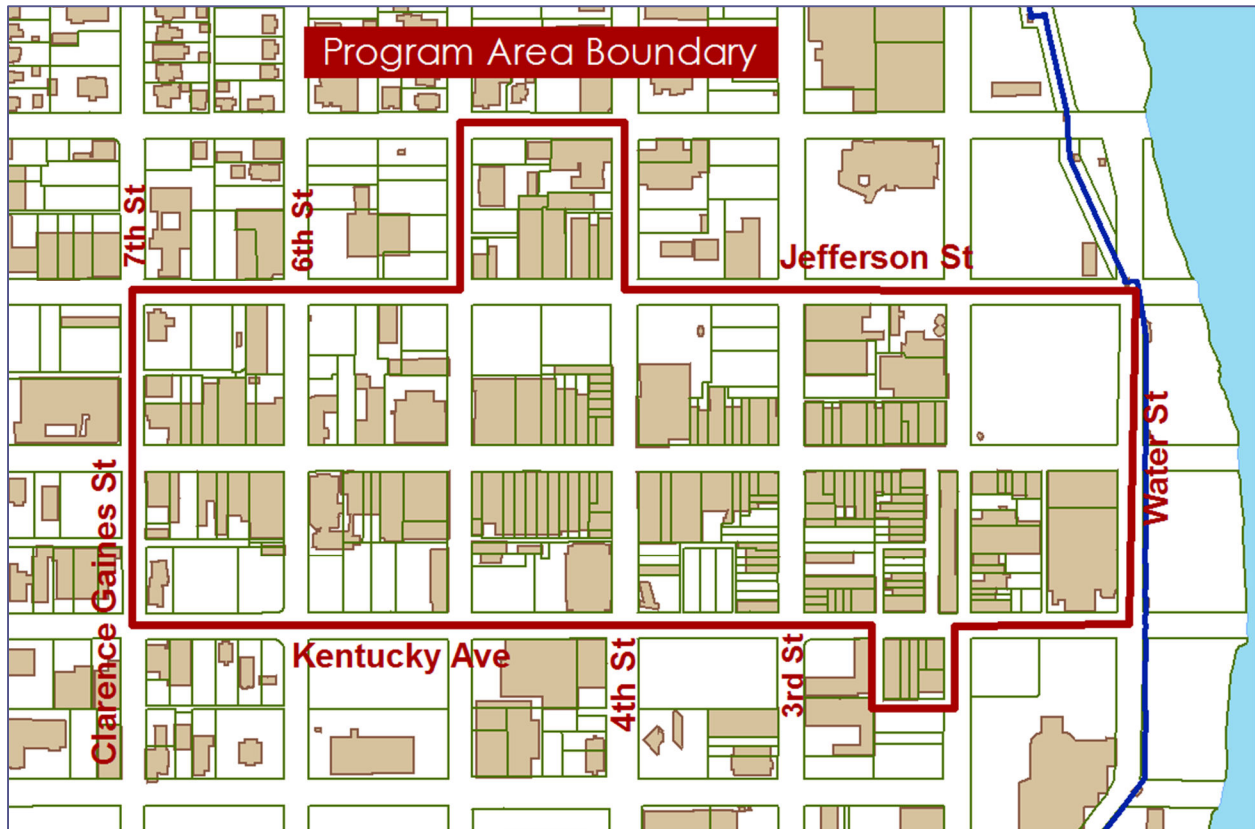 Program Area Boundary
7th St
6th St
Jefferson St
Water St
Clarence Gaines St
Kentucky Ave
4th St
3rd St